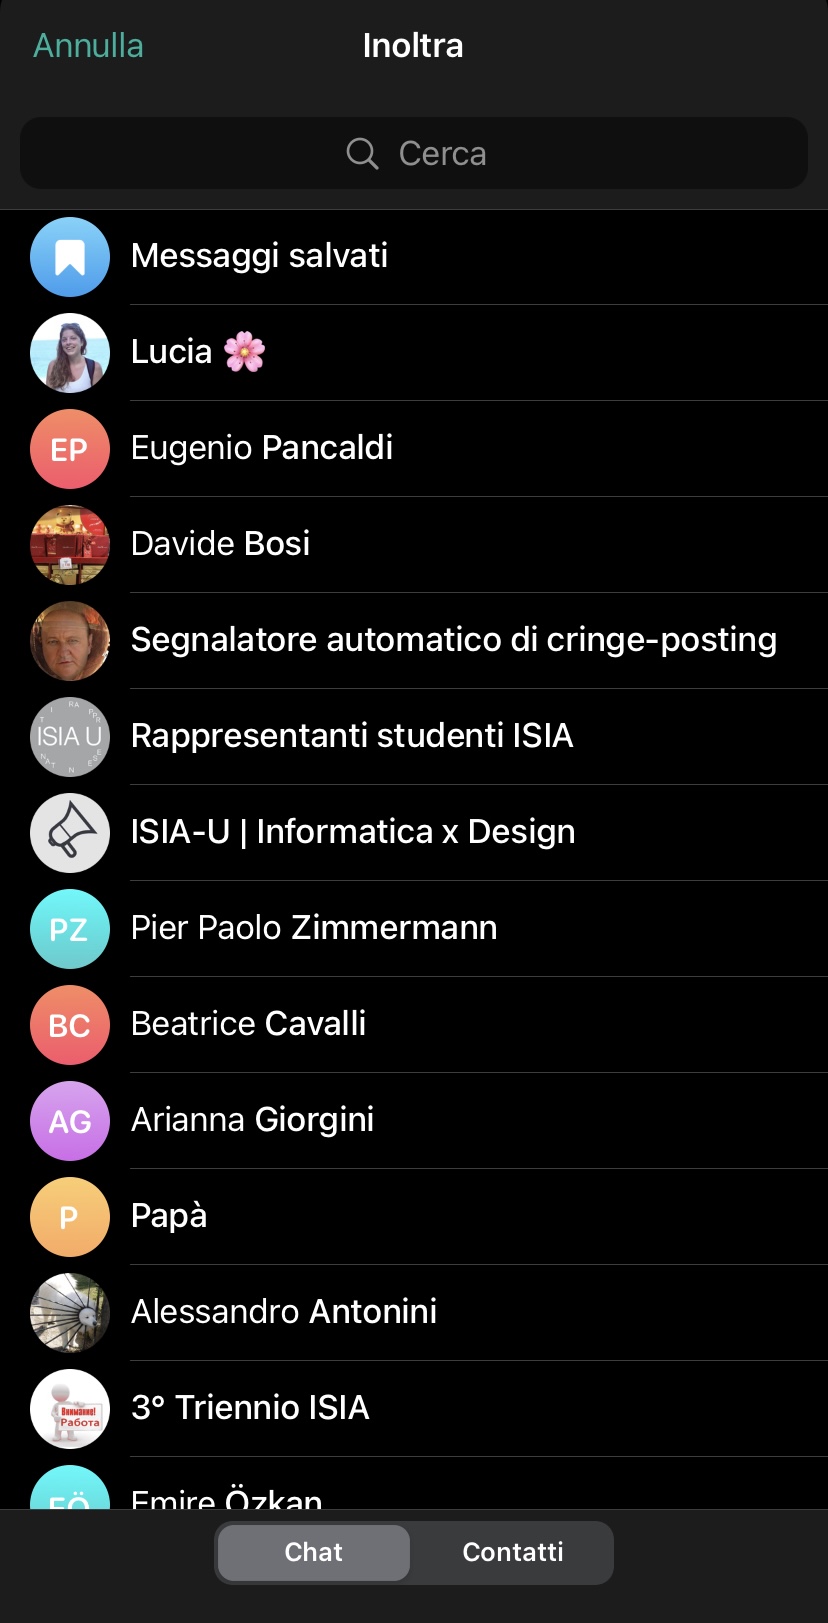 Annulla
Inoltra
Cerca
Messaggi salvati
Lucia 🌸
EP
Eugenio Pancaldi
Davide Bosi
Segnalatore automatico di cringe-posting
ISIA U
Rappresentanti studenti ISIA
ISIA-U | Informatica x Design
PZ
Pier Paolo Zimmermann
BC
Beatrice Cavalli
AG
Arianna Giorgini
P
Papà
Alessandro Antonini
Внимание!
Работа
3° Triennio ISIA
EÖ
Emire Özkan
Chat
Contatti